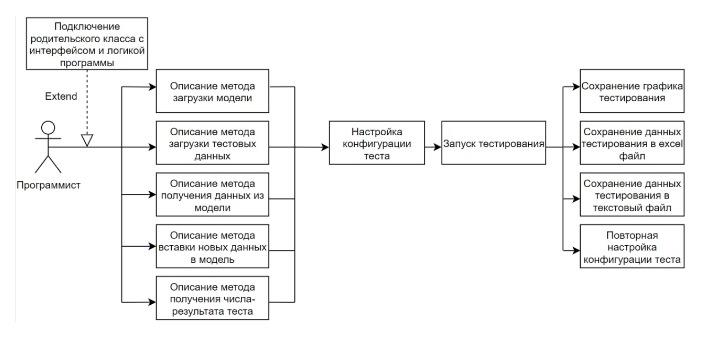 Подключение
родительского класса с
интерфейсом и логикой
программы
Extend
Программист
Описание метода
загрузки модели
Описание метода
загрузки тестовых
данных
Описание метода
получения данных из
модели
Описание метода
вставки новых данных
в модель
Описание метода
получения числа-
результата теста
Настройка
конфигурации
теста
Запуск тестирования
Сохранение графика
тестирования
Сохранение данных
тестирования в excel
файл
Сохранение данных
тестирования в
текстовый файл
Повторная
настройка
конфигурации теста